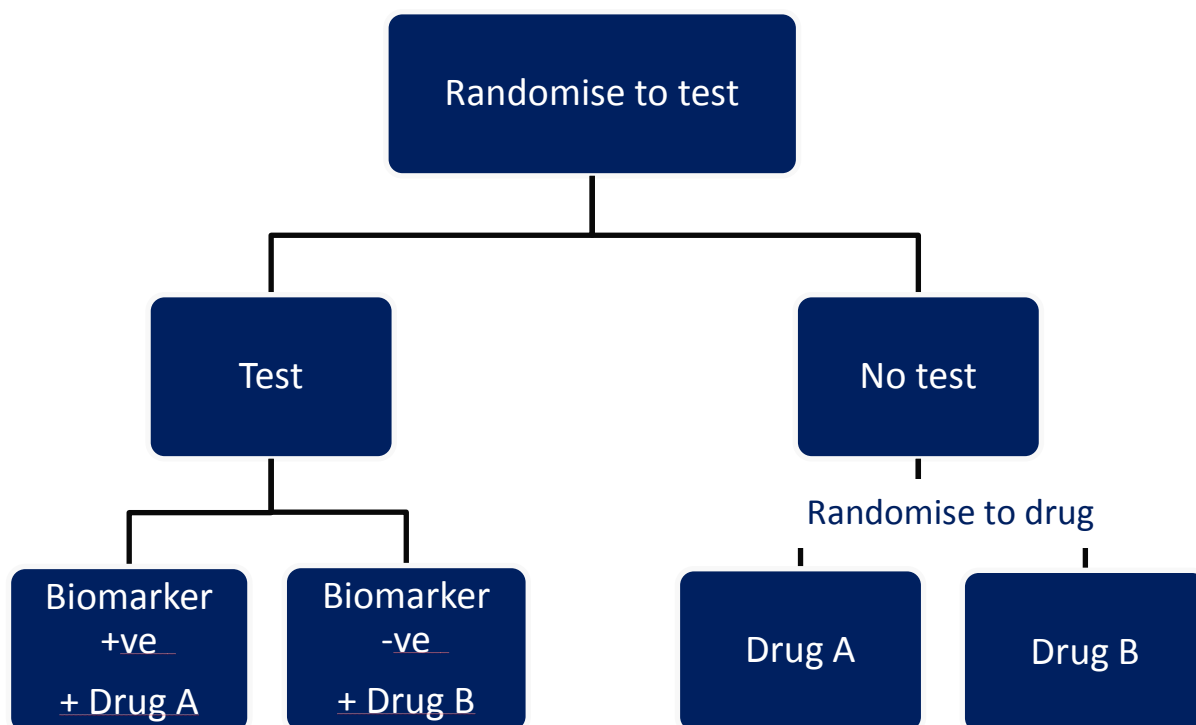 Randomise to test
Test
No test
Randomise to drug
Biomarker
+ve
+ Drug A
Biomarker
-ve
+ Drug B
Drug A
Drug B